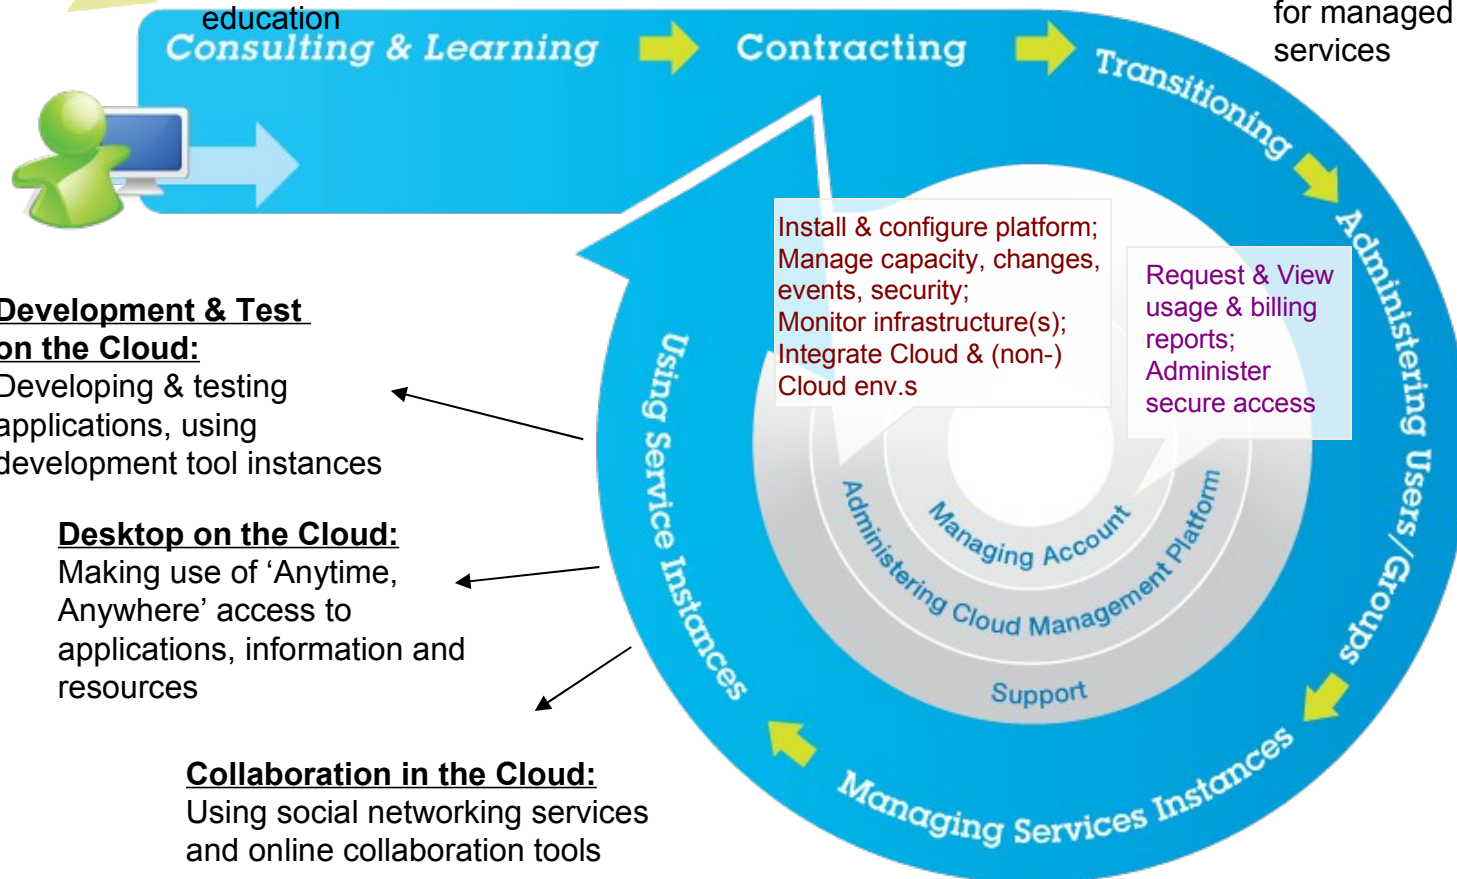 education
for managed
services
Consulting & Learning
Contracting
Transitioning
Administering Users/Groups
Managing Services Instances
Using Service Instances
Install & configure platform;
Manage capacity, changes,
events, security;
Monitor infrastructure(s);
Integrate Cloud & (non-)
Cloud env.s
Request & View
usage & billing
reports;
Administer
secure access
Managing Account
Administering Cloud Management Platform
Support
Development & Test
on the Cloud:
Developing & testing
applications, using
development tool instances
Desktop on the Cloud:
Making use of ‘Anytime,
Anywhere’ access to
applications, information and
resources
Collaboration in the Cloud:
Using social networking services
and online collaboration tools